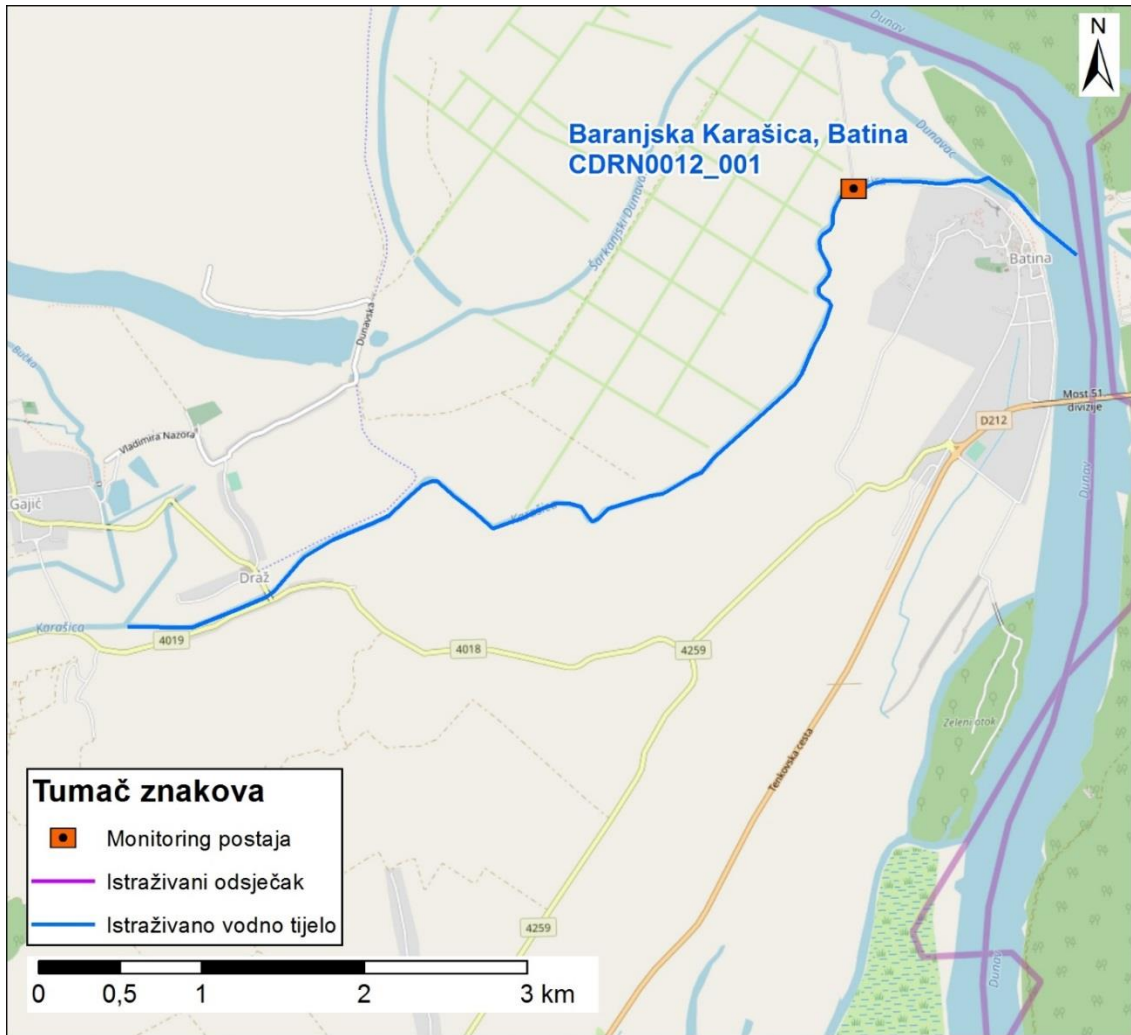 Dunav
N
Baranjska Karašica, Batina
CDRN0012_001
Dunavac
Šarkanjski Dunavac
Batina
Dunavska
Bučka
Most 51.
divizije
D212
Vladimira Nazora
Gajić
Dunav
Karašica
Draž
Karašica
4019
4018
4259
Zeleni otok
Tenkovska cesta
4259
Dunav
Tumač znakova
Monitoring postaja
Istraživani odsječak
Istraživano vodno tijelo
0 0,5 1 2 3 km